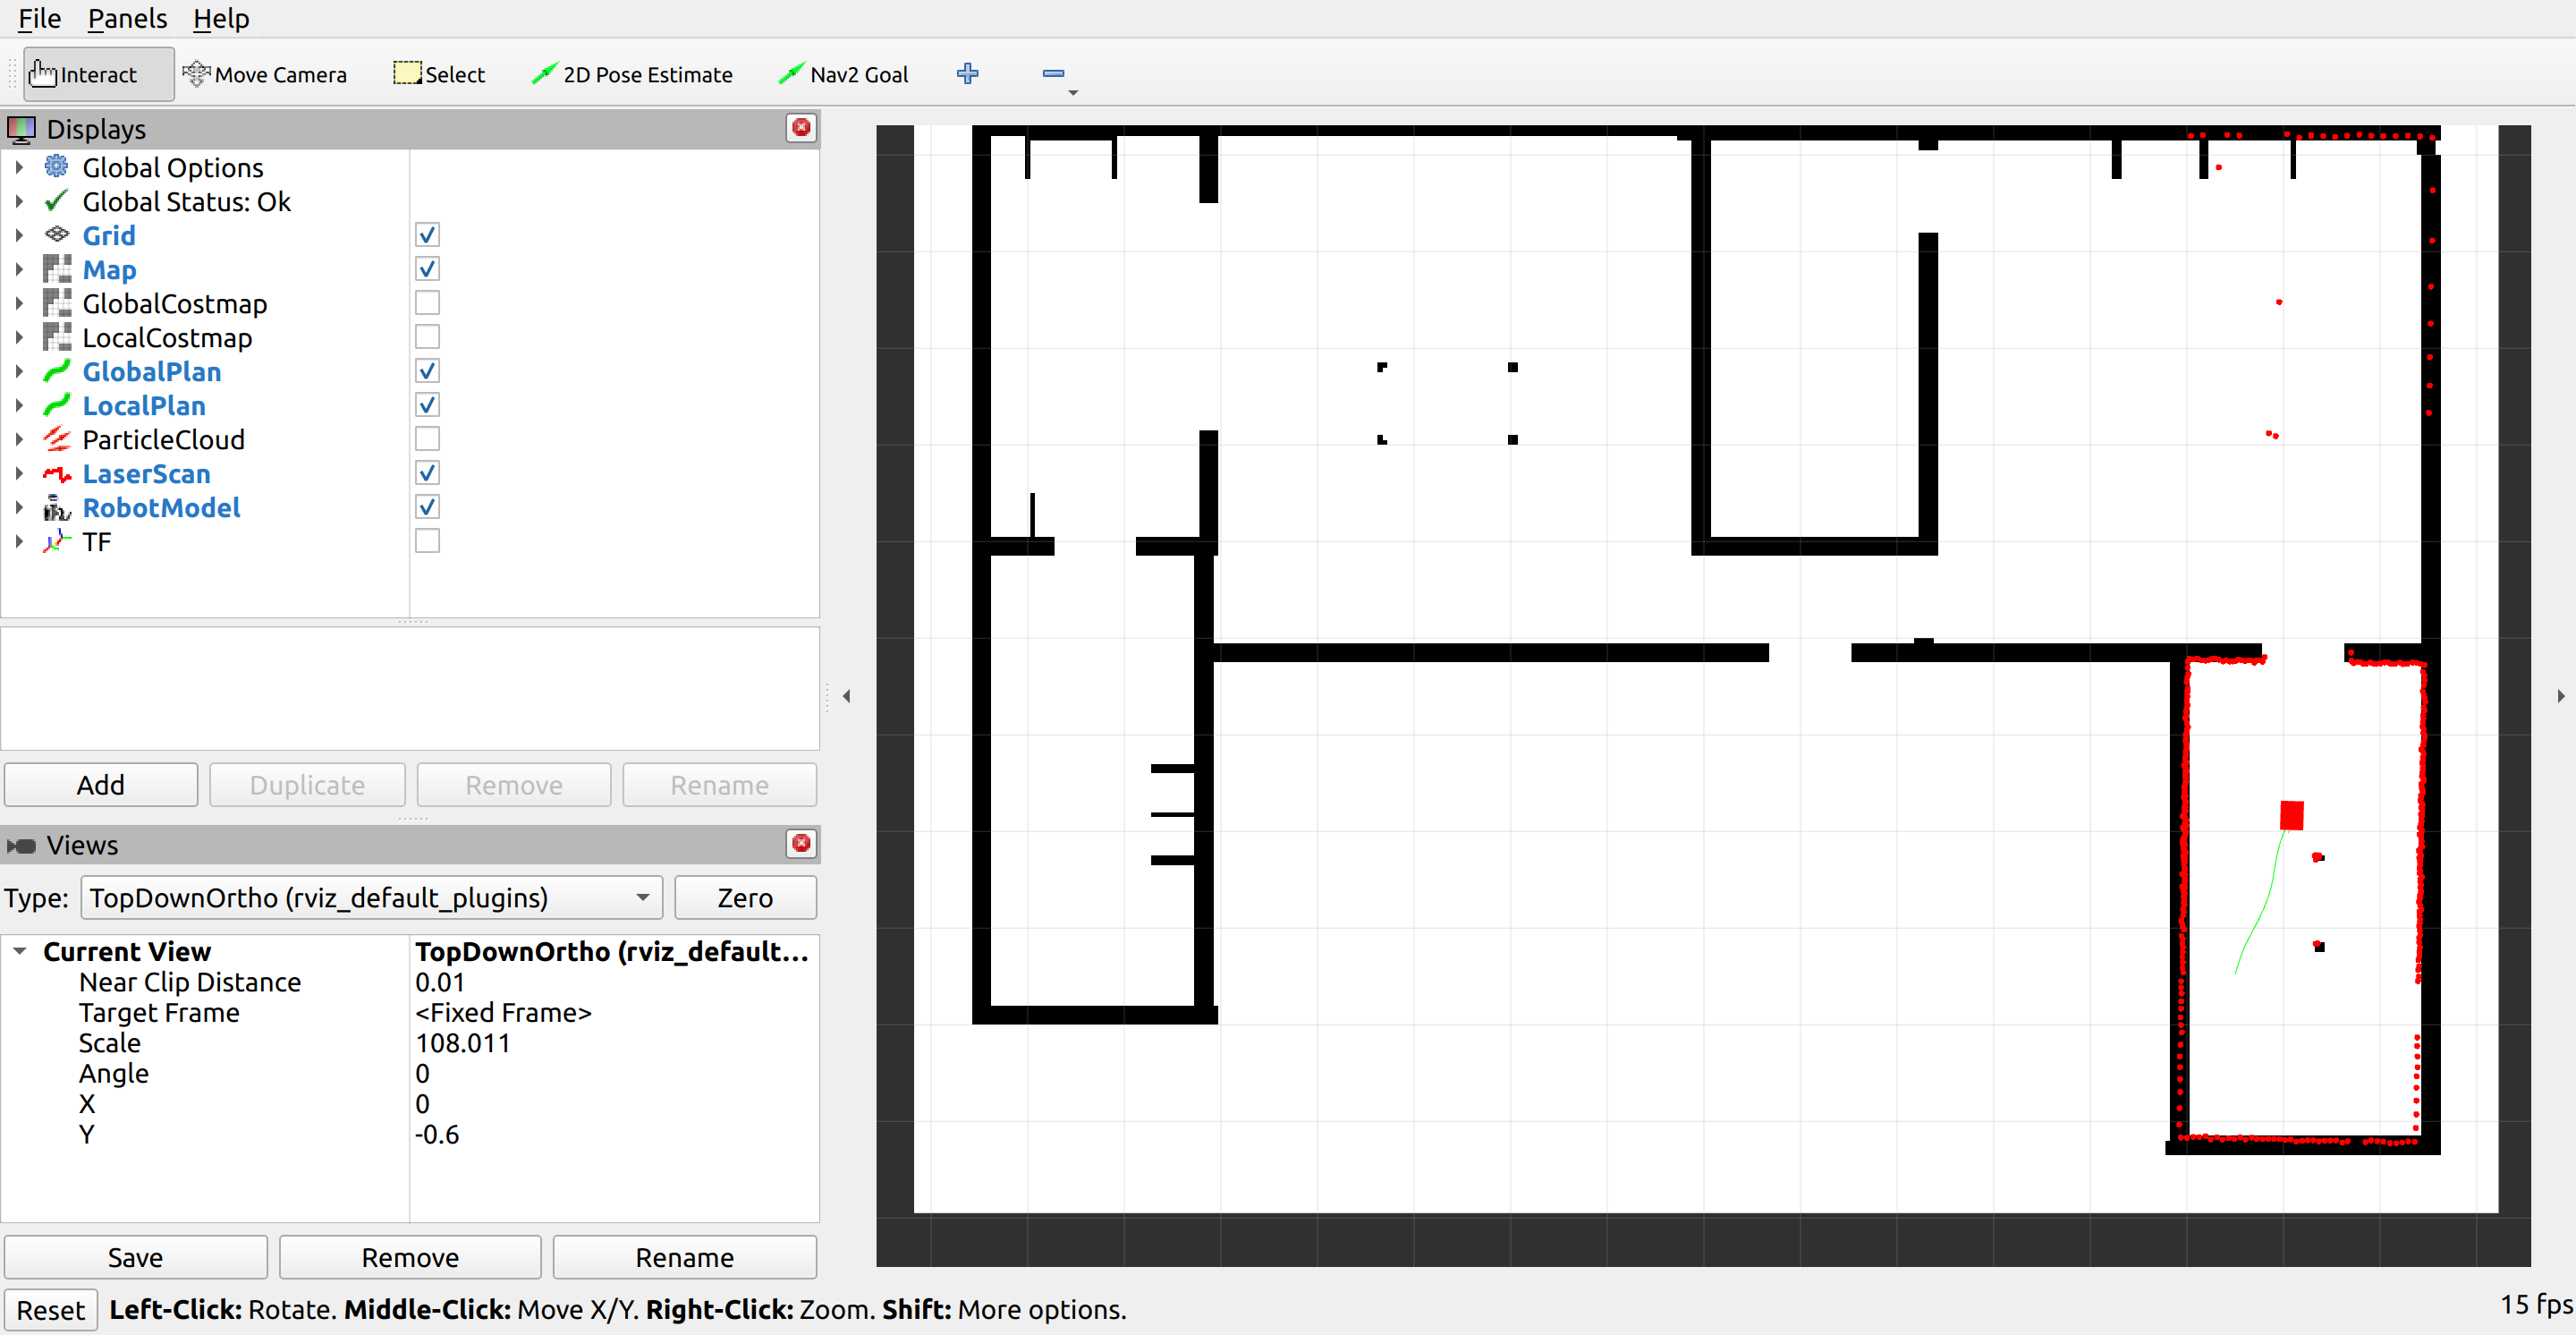 File Panels Help
Interact Move Camera Select 2D Pose Estimate Nav2 Goal
Displays
Global Options
Global Status: Ok
Grid
Map
GlobalCostmap
LocalCostmap
GlobalPlan
LocalPlan
ParticleCloud
LaserScan
RobotModel
TF
Add Duplicate Remove Rename
Views
Type: TopDownOrtho (rviz_default_plugins) Zero
Current View TopDownOrtho (rviz_default...
Near Clip Distance 0.01
Target Frame <Fixed Frame>
Scale 108.011
Angle 0
X 0
Y -0.6
Save Remove Rename
Reset Left-Click: Rotate. Middle-Click: Move X/Y. Right-Click: Zoom. Shift: More options. 15 fps